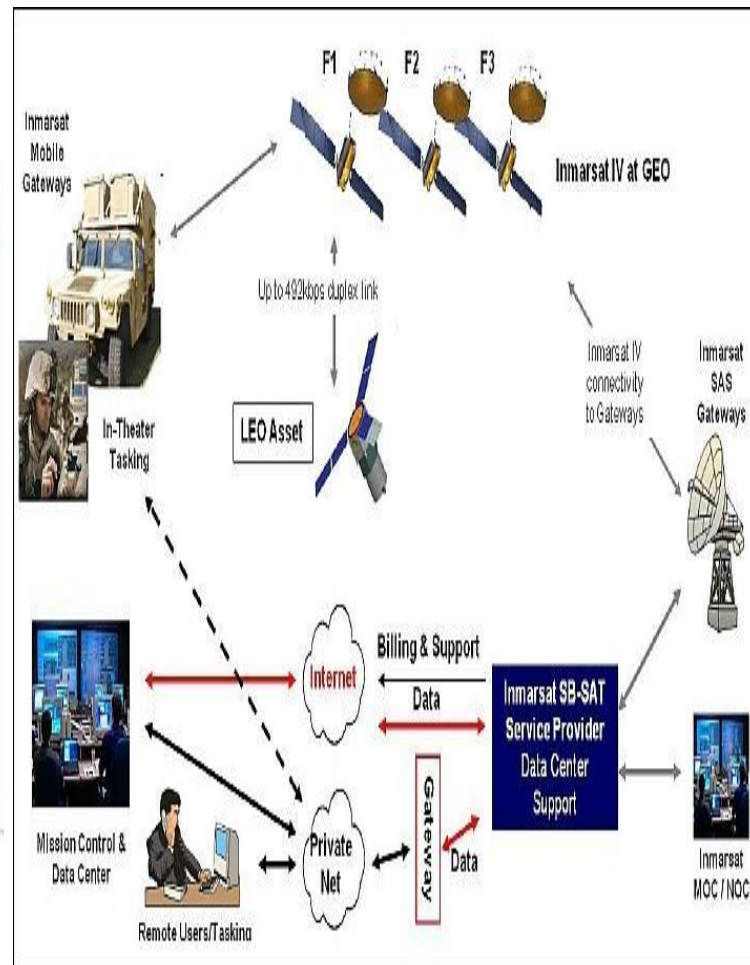 F1 F2 F3
Inmarsat
Mobile
Gateways
Inmarsat IV at GEO
Up to 492kbps duplex link
Inmarsat IV
connectivity
to Gateways
Inmarsat
SAS
Gateways
In-Theater
Tasking
LEO Asset
Internet
Billing & Support
Data
Inmarsat SB-SAT
Service Provider
Data Center
Support
Mission Control &
Data Center
Private
Net
Gateway
Data
Inmarsat
MOC / NOC
Remote Users/Tasking